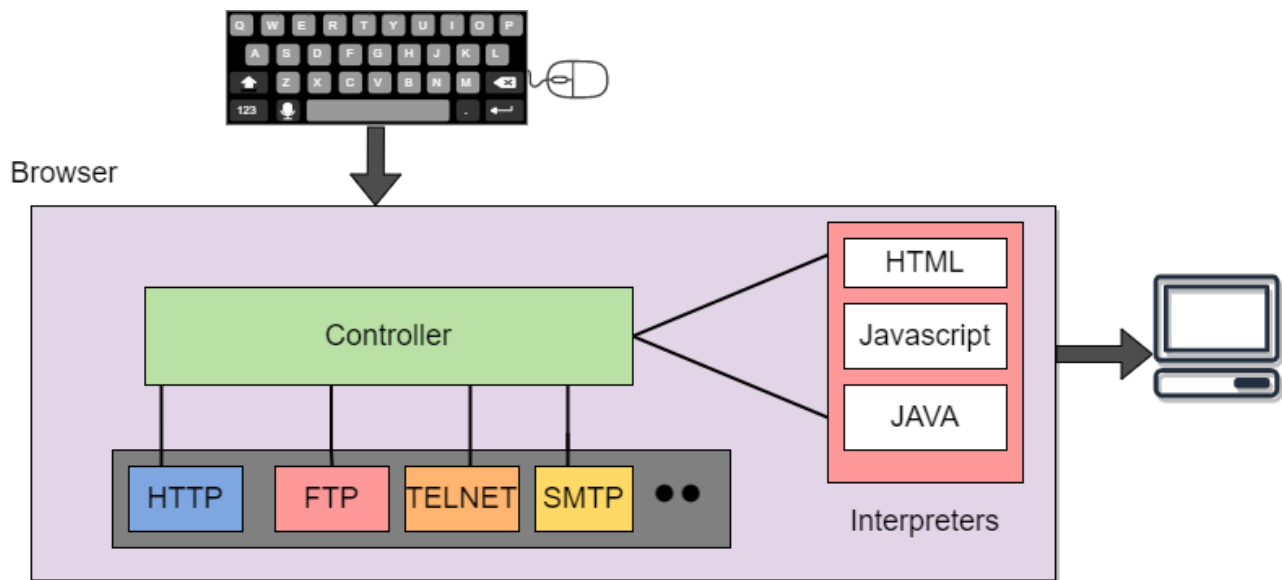 Q W E R T Y U I O P
A S D F G H J K L
Z X C V B N M
123 .
Browser
HTML
Controller
Javascript
JAVA
HTTP FTP TELNET SMTP
Interpreters